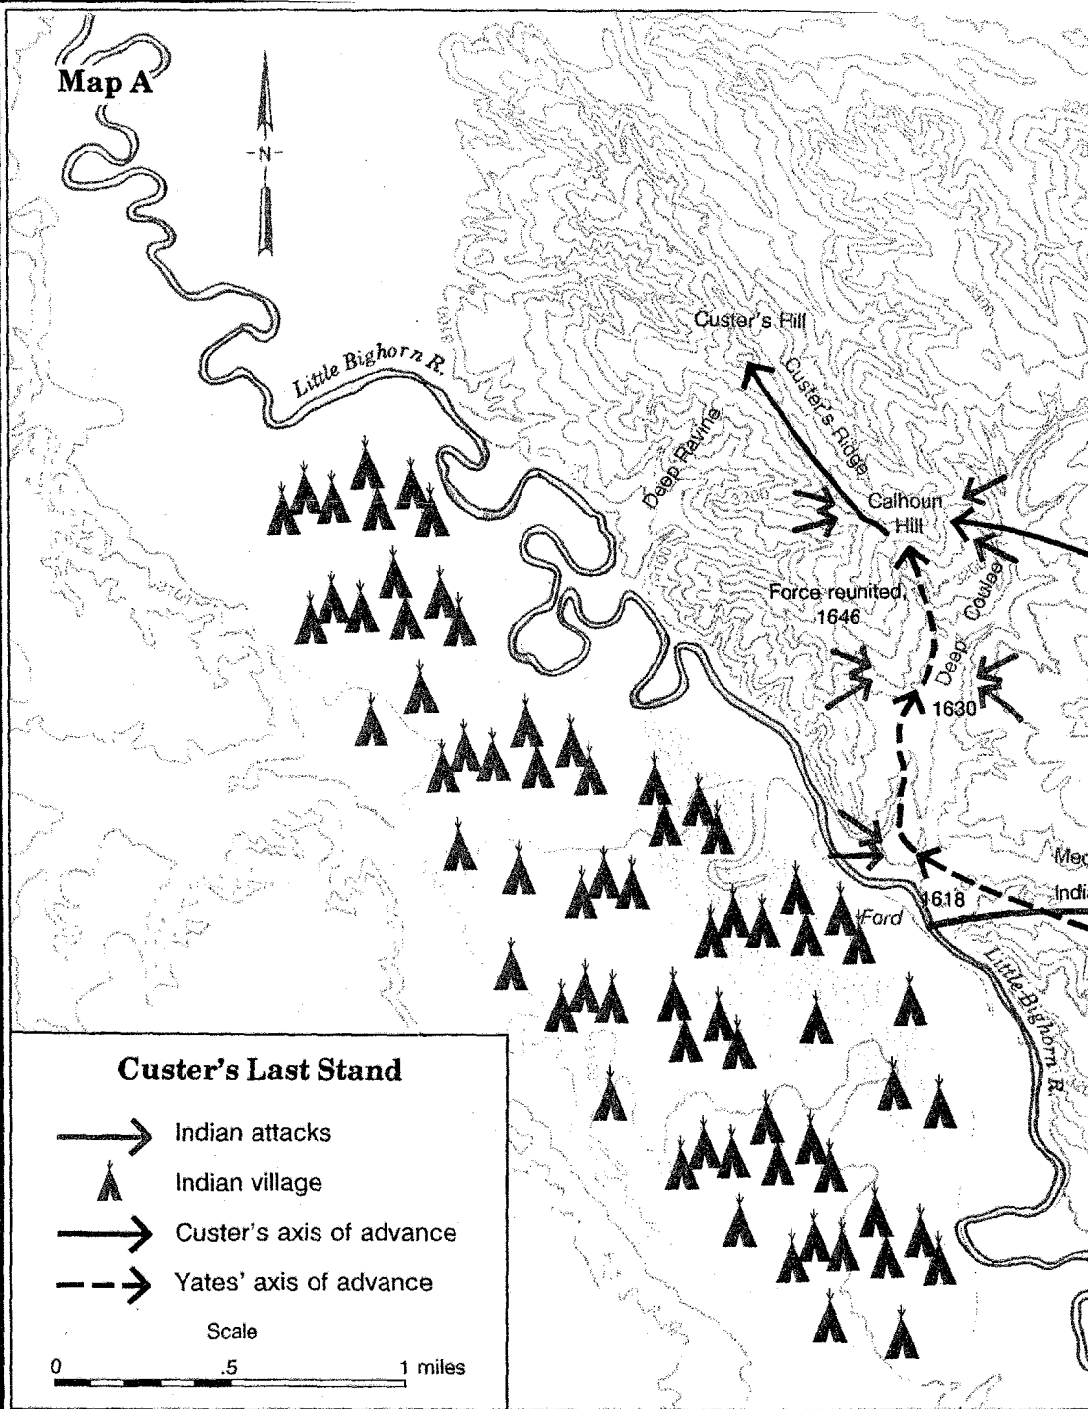 Map A
N
Custer's Hill
Little Bighorn R.
Custer's Ridge
Deep Ravine
Calhoun
Hill
Force reunited,
1646
Deep Coulee
1630
1618
Ford
Little Bighorn R.
Custer's Last Stand
Indian attacks
Indian village
Custer's axis of advance
Yates' axis of advance
Scale
0 .5 1 miles